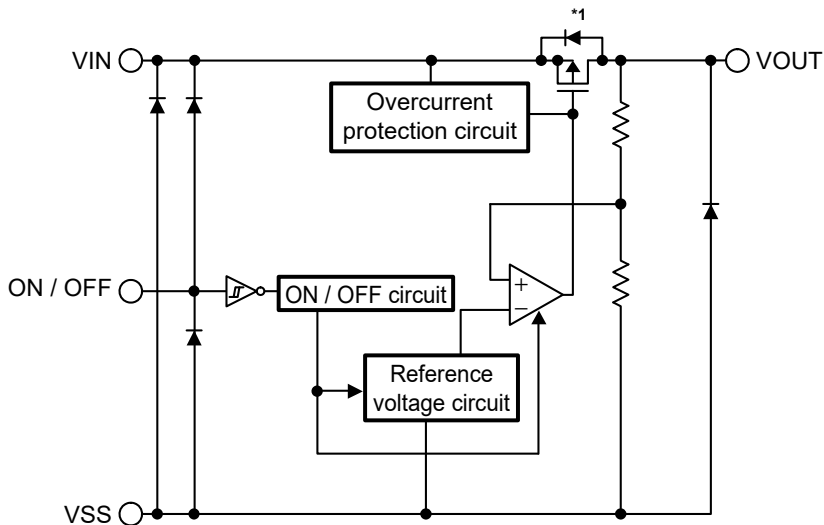 *1
VIN
VOUT
Overcurrent
protection circuit
ON / OFF
ON / OFF circuit
+
−
Reference
voltage circuit
VSS